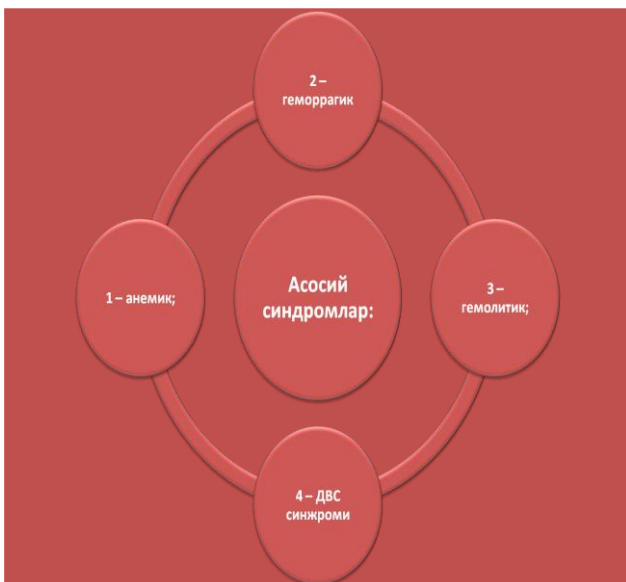 Асосий
синдромлар:
1 – анемик;
2 –
геморрагик
3 –
гемолитик;
4 – ДВС
синжроми